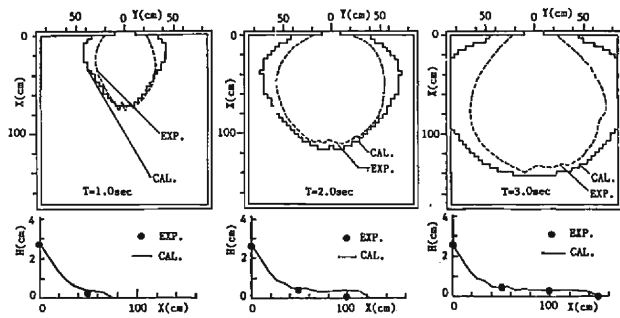 Y(cm)
50 0 50
0
X(cm)
100
EXP.
CAL.
T=1.0sec
Y(cm)
50 0 50
0
X(cm)
100
CAL.
EXP.
T=2.0sec
Y(cm)
50 0 50
0
X(cm)
100
CAL.
EXP.
T=3.0sec
4
H(cm)
2
0
EXP.
CAL.
100
X(cm)
4
H(cm)
2
0
EXP.
CAL.
100 X(cm)
4
H(cm)
2
0
EXP.
CAL.
100 X(cm)